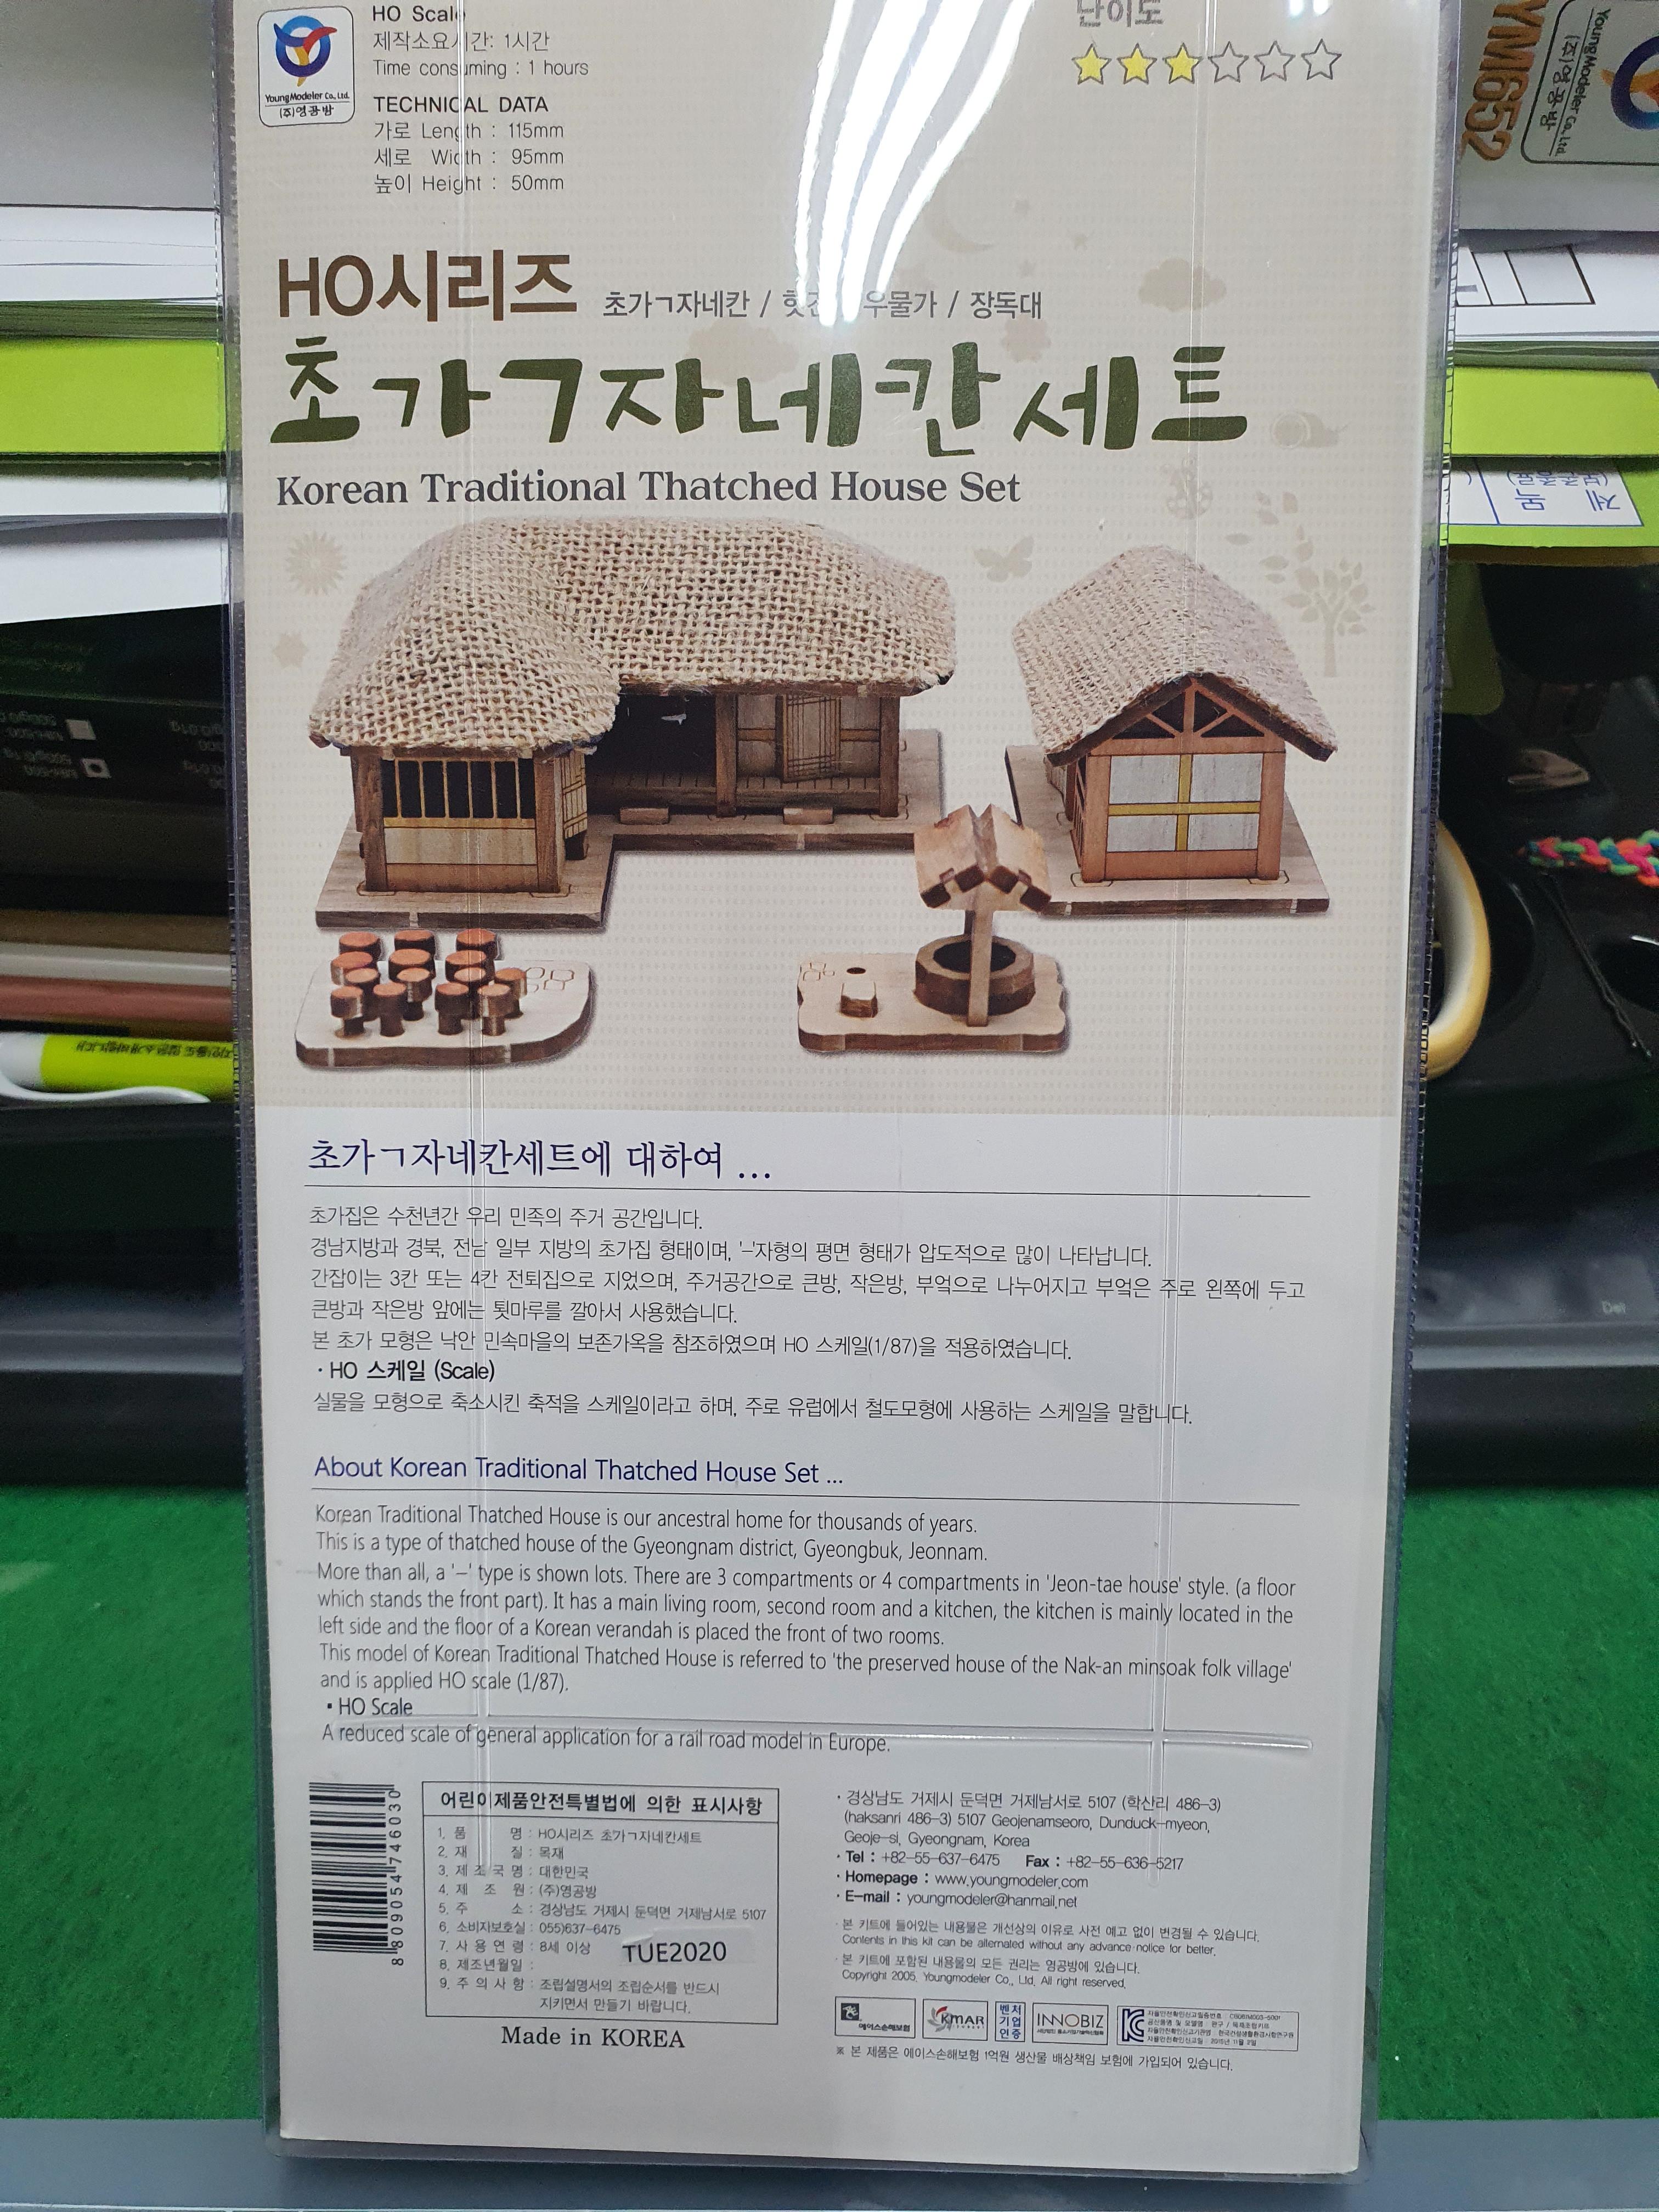 HO Scale
제작소요시간: 1시간
Time consuming : 1 hours
TECHNICAL DATA
가로 Length : 115mm
세로 Width : 95mm
높이 Height : 50mm
YoungModeler Co., Ltd.
(주)영공방
난이도
YM652
YoungModeler Co., Ltd.
(주)영공방
HO시리즈
초가ㄱ자네칸 / 우물가 / 장독대
초가ㄱ자네칸세트
Korean Traditional Thatched House Set
초가ㄱ자네칸세트에 대하여 ...
초가집은 수천년간 우리 민족의 주거 공간입니다.
경남지방과 경북, 전남 일부 지방의 초가집 형태이며, '–'자형의 평면 형태가 압도적으로 많이 나타납니다.
간잡이는 3칸 또는 4칸 전퇴집으로 지었으며, 주거공간으로 큰방, 작은방, 부엌으로 나누어지고 부엌은 주로 왼쪽에 두고
큰방과 작은방 앞에는 툇마루를 깔아서 사용했습니다.
본 초가 모형은 낙안 민속마을의 보존가옥을 참조하였으며 HO 스케일(1/87)을 적용하였습니다.
· HO 스케일 (Scale)
실물을 모형으로 축소시킨 축적을 스케일이라고 하며, 주로 유럽에서 철도모형에 사용하는 스케일을 말합니다.
About Korean Traditional Thatched House Set ...
Korean Traditional Thatched House is our ancestral home for thousands of years.
This is a type of thatched house of the Gyeongnam district, Gyeongbuk, Jeonnam.
More than all, a '–' type is shown lots. There are 3 compartments or 4 compartments in 'Jeon-tae house' style. (a floor
which stands the front part). It has a main living room, second room and a kitchen, the kitchen is mainly located in the
left side and the floor of a Korean verandah is placed the front of two rooms.
This model of Korean Traditional Thatched House is referred to 'the preserved house of the Nak-an minsoak folk village'
and is applied HO scale (1/87).
▪ HO Scale
A reduced scale of general application for a rail road model in Europe.
8 809054 746030
어린이제품안전특별법에 의한 표시사항
1. 품 명 : HO시리즈 초가ㄱ자네칸세트
2. 재 질 : 목재
3. 제 조 국 명 : 대한민국
4. 제 조 원 : (주)영공방
5. 주 소 : 경상남도 거제시 둔덕면 거제남서로 5107
6. 소비자보호실 : 055)637-6475
7. 사 용 연 령 : 8세 이상
8. 제조년월일 :
TUE2020
9. 주 의 사 항 : 조립설명서의 조립순서를 반드시
지키면서 만들기 바랍니다.
Made in KOREA
· 경상남도 거제시 둔덕면 거제남서로 5107 (학산리 486-3)
(haksanri 486-3) 5107 Geojenamseoro, Dunduck-myeon,
Geoje-si, Gyeongnam, Korea
· Tel : +82-55-637-6475 Fax : +82-55-636-5217
· Homepage : www.youngmodeler.com
· E-mail : youngmodeler@hanmail.net
· 본 키트에 들어있는 내용물은 개선상의 이유로 사전 예고 없이 변경될 수 있습니다.
Contents in this kit can be alternated without any advance notice for better.
· 본 키트에 포함된 내용물의 모든 권리는 영공방에 있습니다.
Copyright 2005. Youngmodeler Co., Ltd. All right reserved.
에이스손해보험
KMAR
벤처
기업
인증
INNOBIZ
※ 본 제품은 에이스손해보험 1억원 생산물 배상책임 보험에 가입되어 있습니다.
제 목
Del